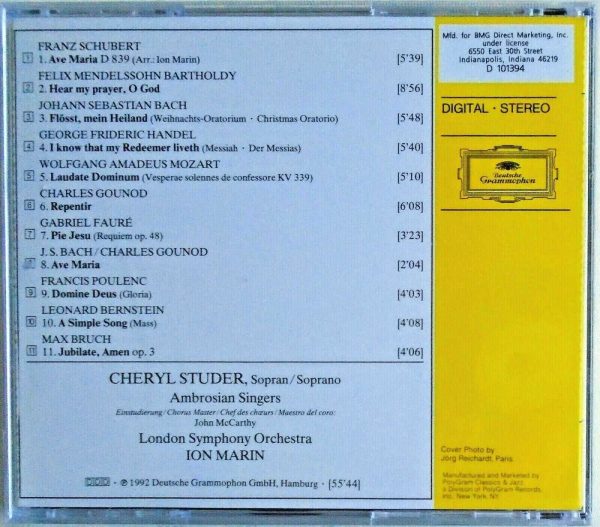 FRANZ SCHUBERT
1 1. Ave Maria D 839 (Arr.: Ion Marin) [5'39]
FELIX MENDELSSOHN BARTHOLDY
2 2. Hear my prayer, O God [8'56]
JOHANN SEBASTIAN BACH
3 3. Flösst, mein Heiland (Weihnachts-Oratorium · Christmas Oratorio) [5'48]
GEORGE FRIDERIC HANDEL
4 4. I know that my Redeemer liveth (Messiah · Der Messias) [5'40]
WOLFGANG AMADEUS MOZART
5 5. Laudate Dominum (Vesperae solennes de confessore KV 339) [5'10]
CHARLES GOUNOD
6 6. Repentir [6'08]
GABRIEL FAURÉ
7 7. Pie Jesu (Requiem op. 48) [3'23]
J. S. BACH / CHARLES GOUNOD
8. Ave Maria [2'04]
FRANCIS POULENC
9 9. Domine Deus (Gloria) [4'03]
LEONARD BERNSTEIN
10 10. A Simple Song (Mass) [4'08]
MAX BRUCH
11 11. Jubilate, Amen op. 3 [4'06]
CHERYL STUDER, Sopran / Soprano
Ambrosian Singers
Einstudierung / Chorus Master / Chef des chœurs / Maestro del coro:
John McCarthy
London Symphony Orchestra
ION MARIN
DDD · ℗ 1992 Deutsche Grammophon GmbH, Hamburg · [55'44]
Mfd. for BMG Direct Marketing, Inc.
under license
6550 East 30th Street
Indianapolis, Indiana 46219
D 101394
DIGITAL · STEREO
Deutsche
Grammophon
Cover Photo by
Jörg Reichardt, Paris
Manufactured and Marketed by
PolyGram Classics & Jazz,
a Division of PolyGram Records,
Inc., New York, NY.